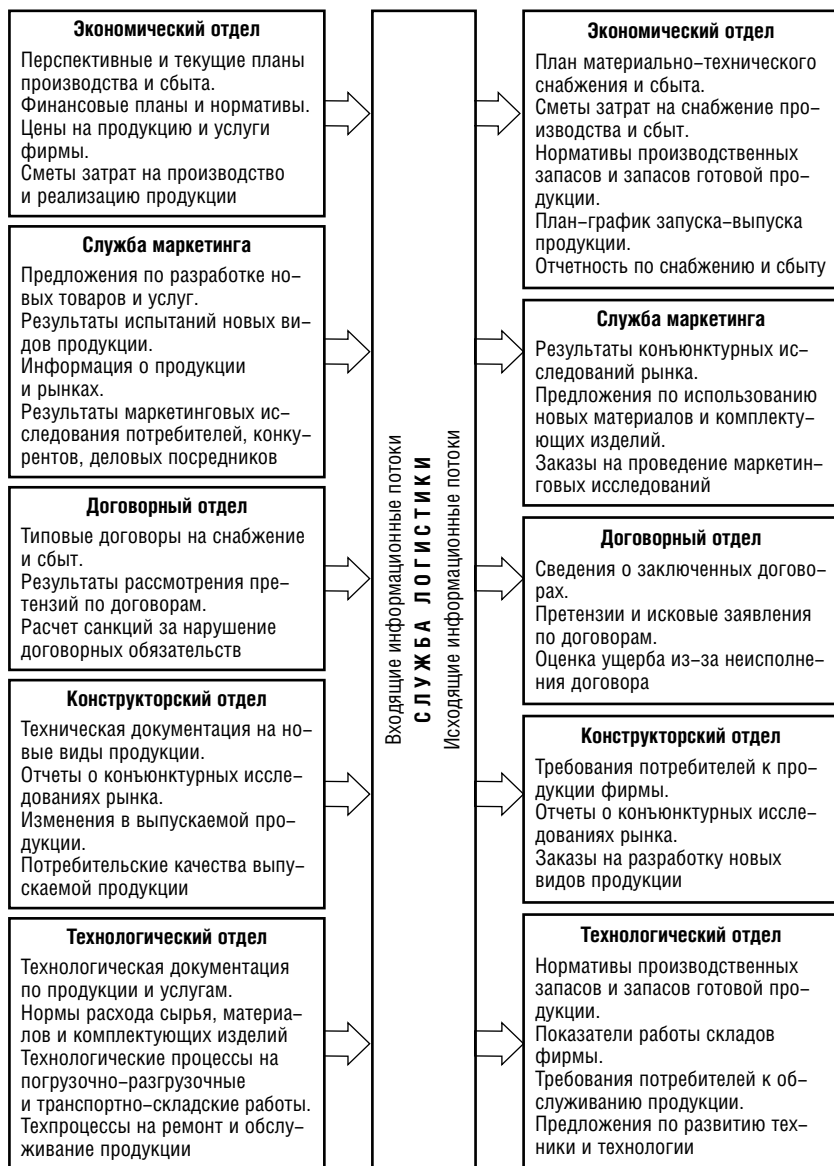 Экономический отдел
Перспективные и текущие планы
производства и сбыта.
Финансовые планы и нормативы.
Цены на продукцию и услуги
фирмы.
Сметы затрат на производство
и реализацию продукции
Служба маркетинга
Предложения по разработке но–
вых товаров и услуг.
Результаты испытаний новых ви–
дов продукции.
Информация о продукции
и рынках.
Результаты маркетинговых ис–
следования потребителей, конку–
рентов, деловых посредников
Договорный отдел
Типовые договоры на снабжение
и сбыт.
Результаты рассмотрения пре–
тензий по договорам.
Расчет санкций за нарушение
договорных обязательств
Конструкторский отдел
Техническая документация на но–
вые виды продукции.
Отчеты о конъюнктурных иссле–
дованиях рынка.
Изменения в выпускаемой про–
дукции.
Потребительские качества выпу–
скаемой продукции
Технологический отдел
Технологическая документация
по продукции и услугам.
Нормы расхода сырья, материа–
лов и комплектующих изделий
Технологические процессы на
погрузочно–разгрузочные
и транспортно–складские работы.
Техпроцессы на ремонт и обслу–
живание продукции
Входящие информационные потоки
СЛУЖБА ЛОГИСТИКИ
Исходящие информационные потоки
Экономический отдел
План материально–технического
снабжения и сбыта.
Сметы затрат на снабжение про–
изводства и сбыт.
Нормативы производственных
запасов и запасов готовой про–
дукции.
План–график запуска–выпуска
продукции.
Отчетность по снабжению и сбыту
Служба маркетинга
Результаты конъюнктурных ис–
следований рынка.
Предложения по использованию
новых материалов и комплекту–
ющих изделий.
Заказы на проведение маркетин–
говых исследований
Договорный отдел
Сведения о заключенных догово–
рах.
Претензии и исковые заявления
по договорам.
Оценка ущерба из–за неисполне–
ния договора
Конструкторский отдел
Требования потребителей к про–
дукции фирмы.
Отчеты о конъюнктурных иссле–
дованиях рынка.
Заказы на разработку новых
видов продукции
Технологический отдел
Нормативы производственных
запасов и запасов готовой про–
дукции.
Показатели работы складов
фирмы.
Требования потребителей к об–
служиванию продукции.
Предложения по развитию тех–
ники и технологии